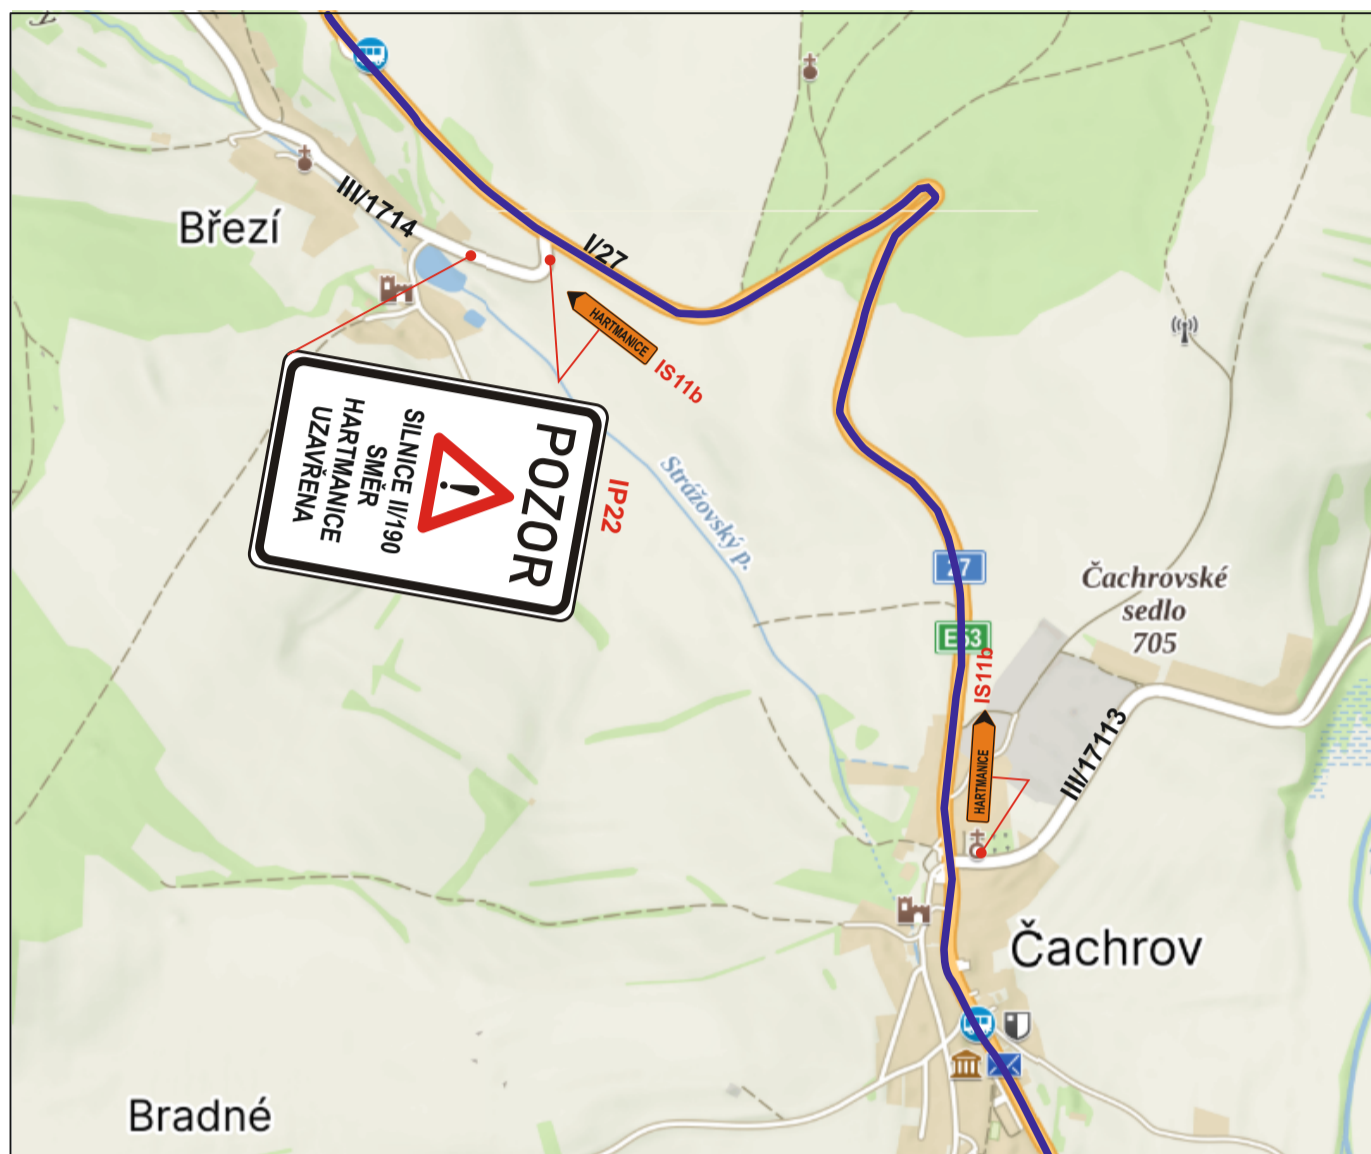 y
III/1714
Březí
I/27
HARTMANICE
IS11b
POZOR
!
SILNICE II/190
SMĚR
HARTMANICE
UZAVŘENA
IP22
Strážovský p.
27
E53
Čachrovské
sedlo
705
IS11b
HARTMANICE
III/17113
Čachrov
Bradné